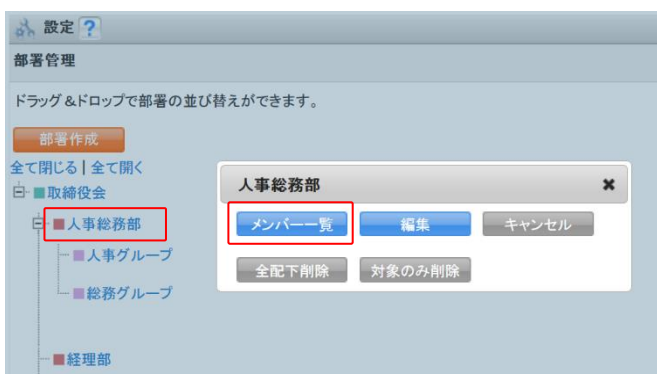 設定 ?
部署管理
ドラッグ&ドロップで部署の並び替えができます。
部署作成
全て閉じる | 全て開く
取締役会
人事総務部
人事グループ
総務グループ
経理部
人事総務部 ✖
メンバー一覧 編集 キャンセル
全配下削除 対象のみ削除